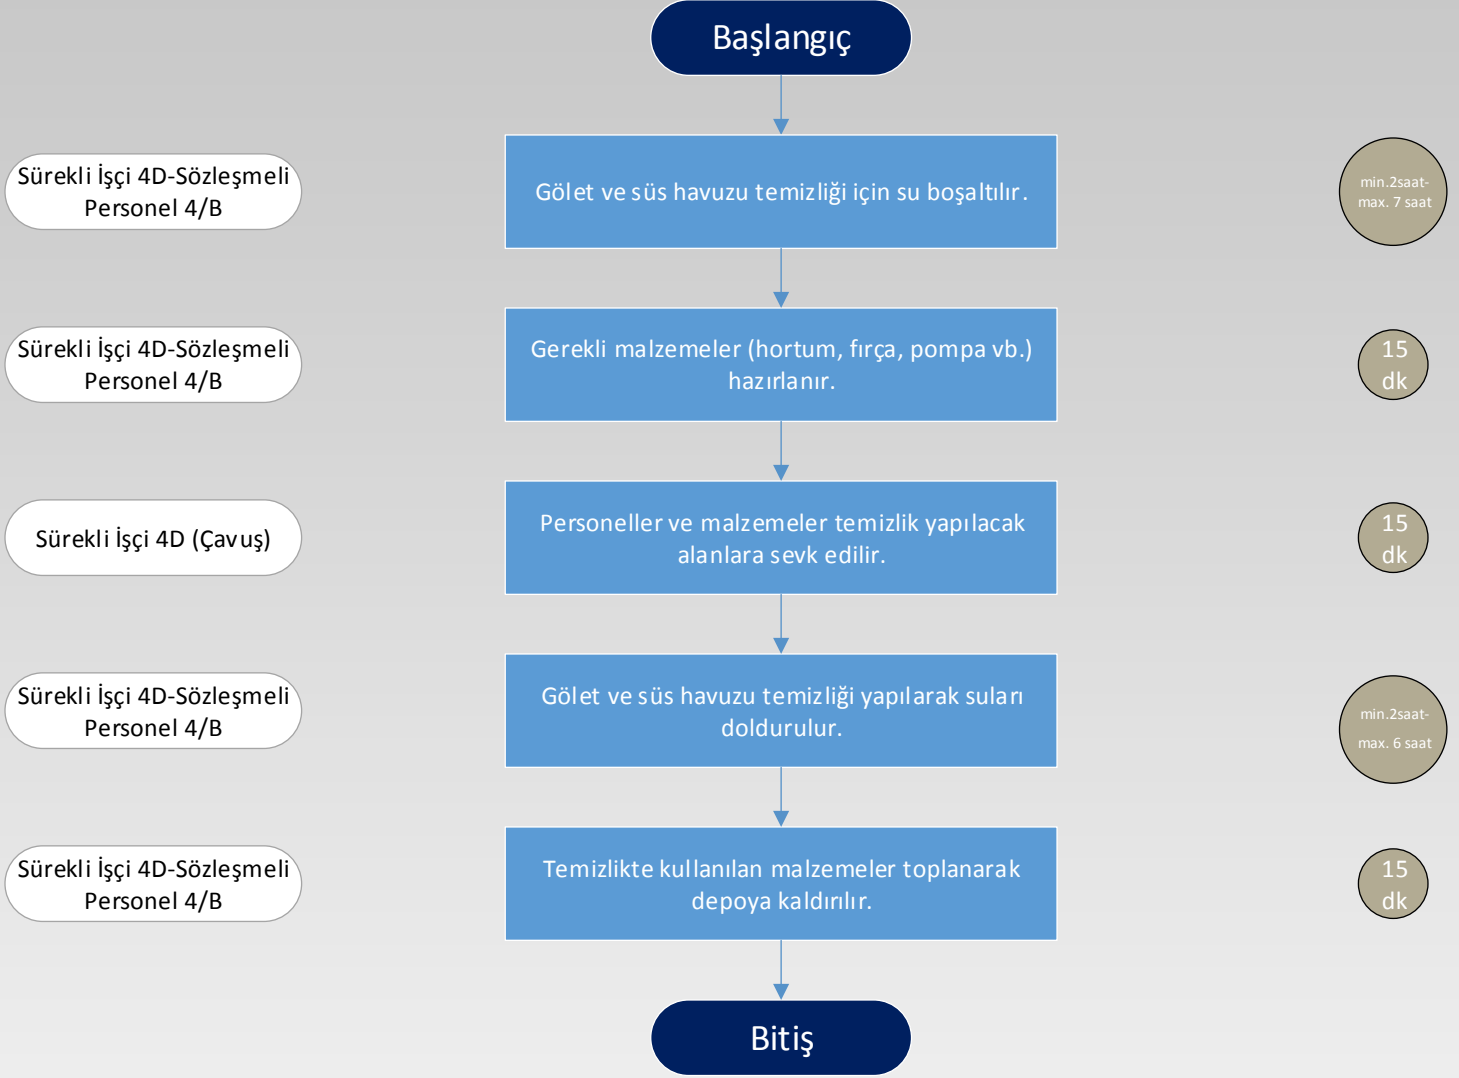 Başlangıç
Sürekli İşçi 4D-Sözleşmeli
Personel 4/B
Gölet ve süs havuzu temizliği için su boşaltılır.
min.2saat-
max. 7 saat
Sürekli İşçi 4D-Sözleşmeli
Personel 4/B
Gerekli malzemeler (hortum, fırça, pompa vb.)
hazırlanır.
15
dk
Sürekli İşçi 4D (Çavuş)
Personeller ve malzemeler temizlik yapılacak
alanlara sevk edilir.
15
dk
Sürekli İşçi 4D-Sözleşmeli
Personel 4/B
Gölet ve süs havuzu temizliği yapılarak suları
doldurulur.
min.2saat-
max. 6 saat
Sürekli İşçi 4D-Sözleşmeli
Personel 4/B
Temizlikte kullanılan malzemeler toplanarak
depoya kaldırılır.
15
dk
Bitiş